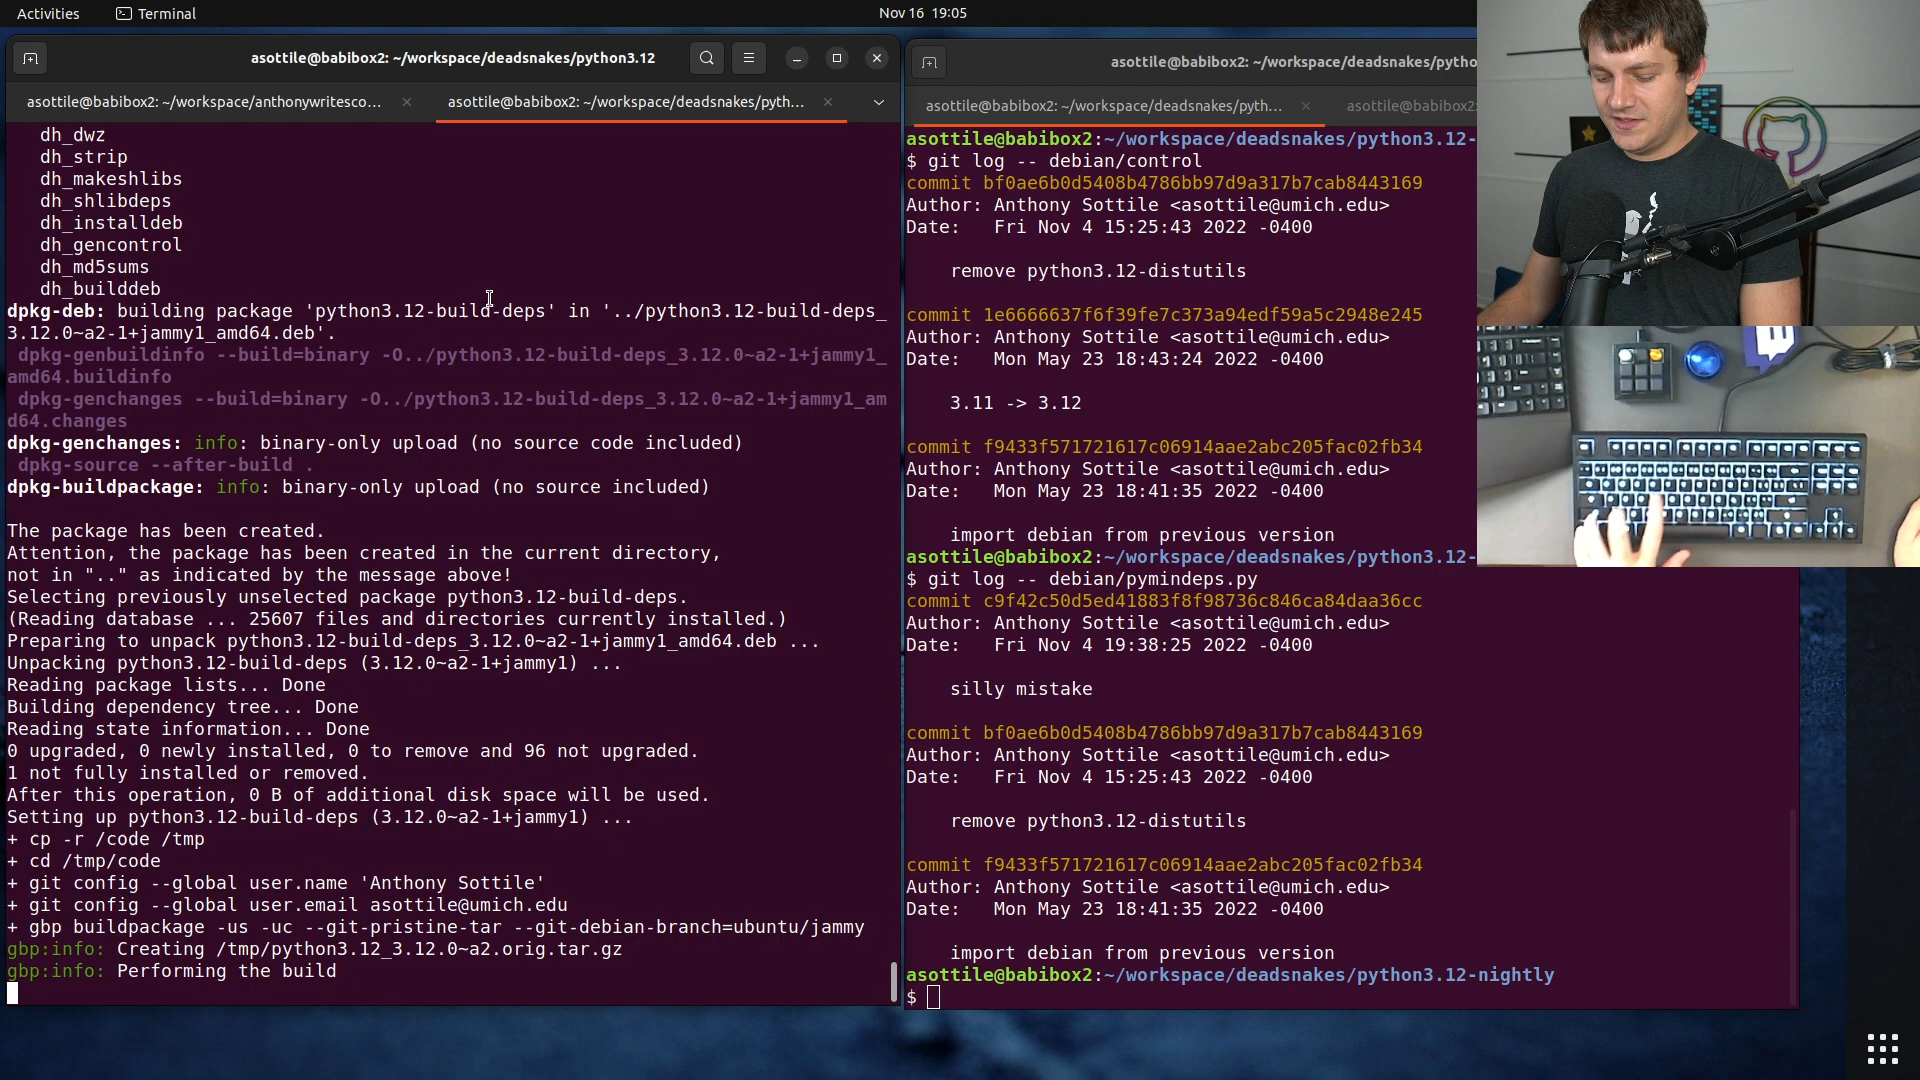 Activities
Terminal
Nov 16 19:05
asottile@babibox2: ~/workspace/deadsnakes/python3.12
asottile@babibox2: ~/workspace/anthonywritesco...
asottile@babibox2: ~/workspace/deadsnakes/pyth...
dh_dwz
dh_strip
dh_makeshlibs
dh_shlibdeps
dh_installdeb
dh_gencontrol
dh_md5sums
dh_builddeb
dpkg-deb: building package 'python3.12-build-deps' in '../python3.12-build-deps_
3.12.0~a2-1+jammy1_amd64.deb'.
dpkg-genbuildinfo --build=binary -O../python3.12-build-deps_3.12.0~a2-1+jammy1_
amd64.buildinfo
dpkg-genchanges --build=binary -O../python3.12-build-deps_3.12.0~a2-1+jammy1_am
d64.changes
dpkg-genchanges: info: binary-only upload (no source code included)
dpkg-source --after-build .
dpkg-buildpackage: info: binary-only upload (no source included)
The package has been created.
Attention, the package has been created in the current directory,
not in ".." as indicated by the message above!
Selecting previously unselected package python3.12-build-deps.
(Reading database ... 25607 files and directories currently installed.)
Preparing to unpack python3.12-build-deps_3.12.0~a2-1+jammy1_amd64.deb ...
Unpacking python3.12-build-deps (3.12.0~a2-1+jammy1) ...
Reading package lists... Done
Building dependency tree... Done
Reading state information... Done
0 upgraded, 0 newly installed, 0 to remove and 96 not upgraded.
1 not fully installed or removed.
After this operation, 0 B of additional disk space will be used.
Setting up python3.12-build-deps (3.12.0~a2-1+jammy1) ...
+ cp -r /code /tmp
+ cd /tmp/code
+ git config --global user.name 'Anthony Sottile'
+ git config --global user.email asottile@umich.edu
+ gbp buildpackage -us -uc --git-pristine-tar --git-debian-branch=ubuntu/jammy
gbp:info: Creating /tmp/python3.12_3.12.0~a2.orig.tar.gz
gbp:info: Performing the build
asottile@babibox2: ~/workspace/deadsnakes/pytho
asottile@babibox2: ~/workspace/deadsnakes/pyth...
asottile@babibox2:
asottile@babibox2:~/workspace/deadsnakes/python3.12-
$ git log -- debian/control
commit bf0ae6b0d5408b4786bb97d9a317b7cab8443169
Author: Anthony Sottile <asottile@umich.edu>
Date:   Fri Nov 4 15:25:43 2022 -0400
remove python3.12-distutils
commit 1e6666637f6f39fe7c373a94edf59a5c2948e245
Author: Anthony Sottile <asottile@umich.edu>
Date:   Mon May 23 18:43:24 2022 -0400
3.11 -> 3.12
commit f9433f571721617c06914aae2abc205fac02fb34
Author: Anthony Sottile <asottile@umich.edu>
Date:   Mon May 23 18:41:35 2022 -0400
import debian from previous version
asottile@babibox2:~/workspace/deadsnakes/python3.12-
$ git log -- debian/pymindeps.py
commit c9f42c50d5ed41883f8f98736c846ca84daa36cc
Author: Anthony Sottile <asottile@umich.edu>
Date:   Fri Nov 4 19:38:25 2022 -0400
silly mistake
commit bf0ae6b0d5408b4786bb97d9a317b7cab8443169
Author: Anthony Sottile <asottile@umich.edu>
Date:   Fri Nov 4 15:25:43 2022 -0400
remove python3.12-distutils
commit f9433f571721617c06914aae2abc205fac02fb34
Author: Anthony Sottile <asottile@umich.edu>
Date:   Mon May 23 18:41:35 2022 -0400
import debian from previous version
asottile@babibox2:~/workspace/deadsnakes/python3.12-nightly
$